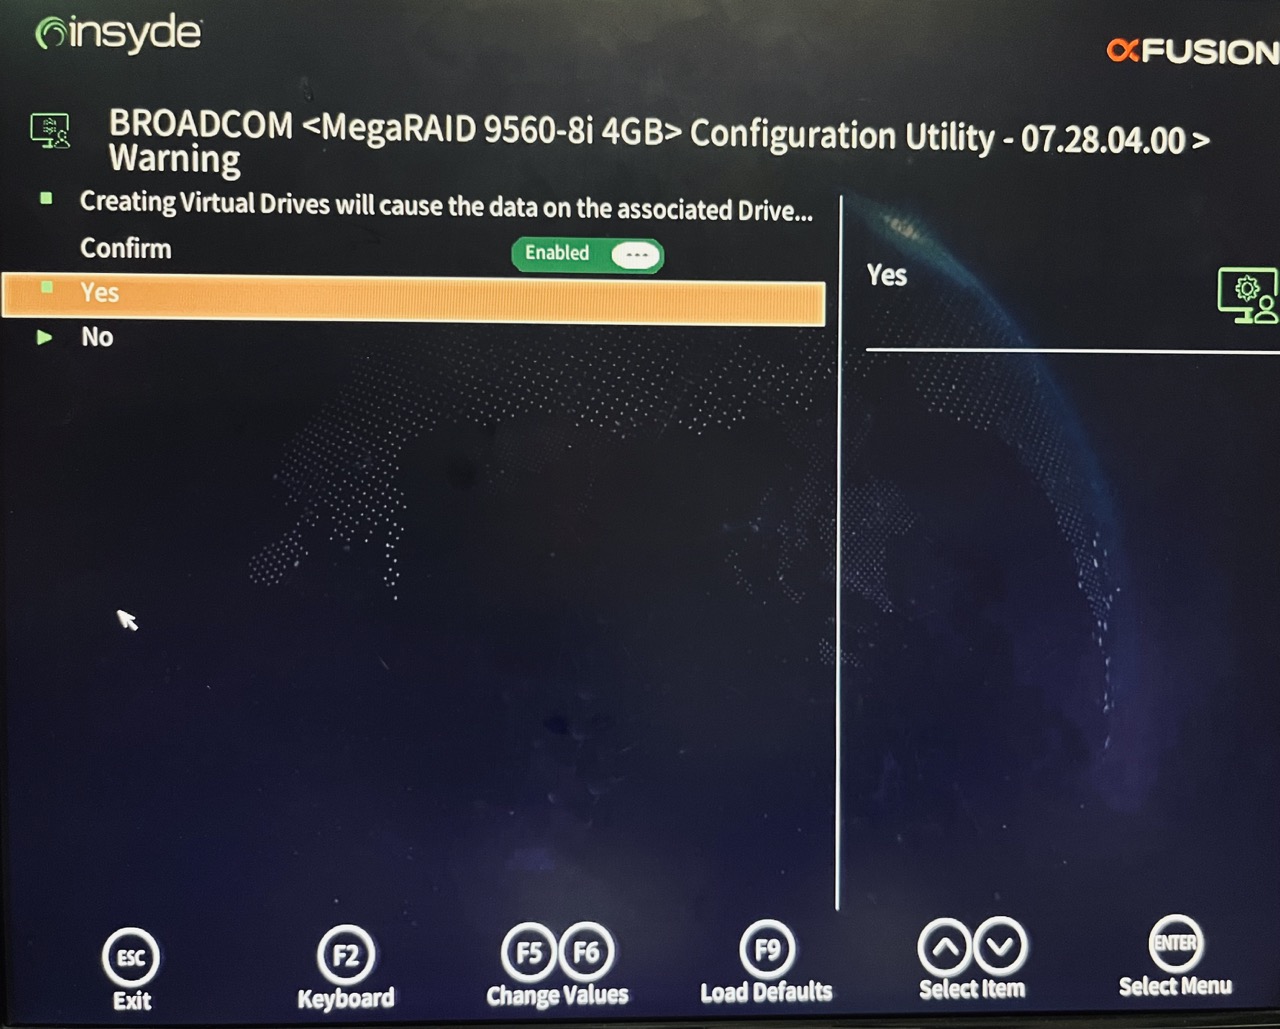 insyde
XFUSION
BROADCOM <MegaRAID 9560-8i 4GB> Configuration Utility - 07.28.04.00 >
Warning
Creating Virtual Drives will cause the data on the associated Drive...
Confirm
Enabled
Yes
Yes
No
ESC
Exit
F2
Keyboard
F5 F6
Change Values
F9
Load Defaults
Select Item
ENTER
Select Menu